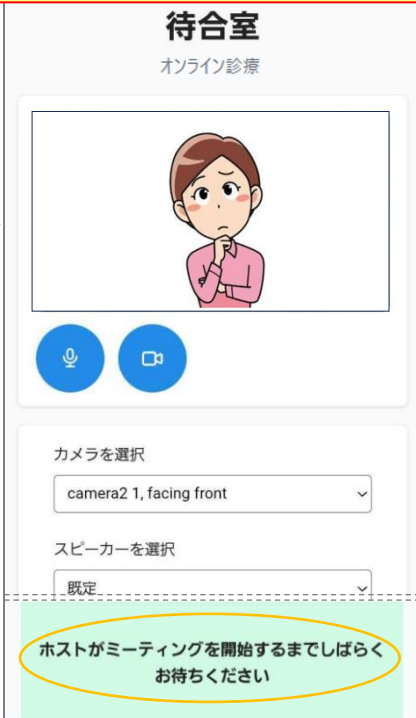 待合室
オンライン診療
カメラを選択
camera2 1, facing front
スピーカーを選択
既定
ホストがミーティングを開始するまでしばらく
お待ちください